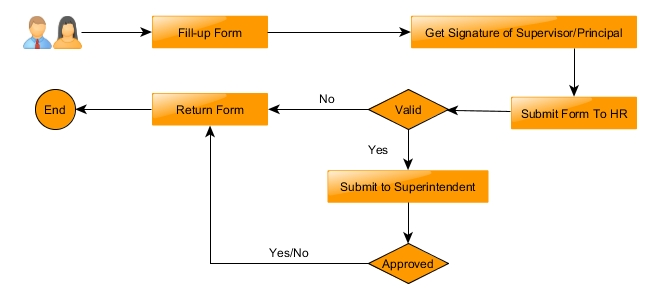 Fill-up Form
Get Signature of Supervisor/Principal
End
Return Form
No
Valid
Submit Form To HR
Yes
Submit to Superintendent
Yes/No
Approved